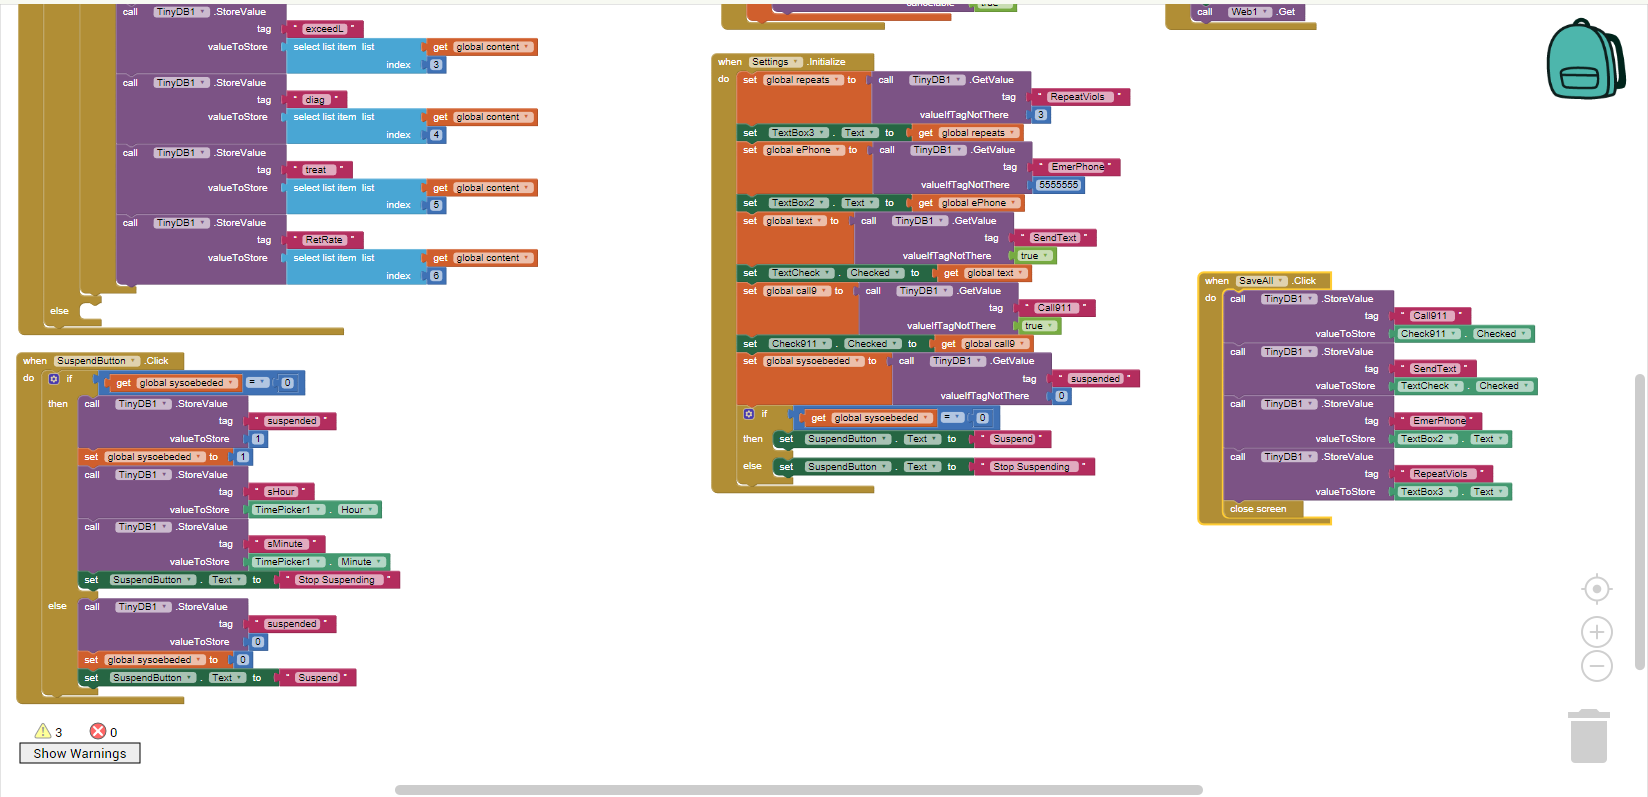 call TinyDB1 .StoreValue
tag " exceedL "
valueToStore select list item list get global content
index 3
call TinyDB1 .StoreValue
tag " diag "
valueToStore select list item list get global content
index 4
call TinyDB1 .StoreValue
tag " treat "
valueToStore select list item list get global content
index 5
call TinyDB1 .StoreValue
tag " RetRate "
valueToStore select list item list get global content
index 6
else
when SuspendButton .Click
do if get global sysoebeded = 0
then call TinyDB1 .StoreValue
tag " suspended "
valueToStore 1
set global sysoebeded to 1
call TinyDB1 .StoreValue
tag " sHour "
valueToStore TimePicker1 . Hour
call TinyDB1 .StoreValue
tag " sMinute "
valueToStore TimePicker1 . Minute
set SuspendButton . Text to " Stop Suspending "
else call TinyDB1 .StoreValue
tag " suspended "
valueToStore 0
set global sysoebeded to 0
set SuspendButton . Text to " Suspend "
3 0
Show Warnings
when Settings .Initialize
do set global repeats to call TinyDB1 .GetValue
tag " RepeatViols "
valueIfTagNotThere 3
set TextBox3 . Text to get global repeats
set global ePhone to call TinyDB1 .GetValue
tag " EmerPhone "
valueIfTagNotThere 5555555
set TextBox2 . Text to get global ePhone
set global text to call TinyDB1 .GetValue
tag " SendText "
valueIfTagNotThere true
set TextCheck . Checked to get global text
set global call9 to call TinyDB1 .GetValue
tag " Call911 "
valueIfTagNotThere true
set Check911 . Checked to get global call9
set global sysoebeded to call TinyDB1 .GetValue
tag " suspended "
valueIfTagNotThere 0
if get global sysoebeded = 0
then set SuspendButton . Text to " Suspend "
else set SuspendButton . Text to " Stop Suspending "
call Web1 .Get
when SaveAll .Click
do call TinyDB1 .StoreValue
tag " Call911 "
valueToStore Check911 . Checked
call TinyDB1 .StoreValue
tag " SendText "
valueToStore TextCheck . Checked
call TinyDB1 .StoreValue
tag " EmerPhone "
valueToStore TextBox2 . Text
call TinyDB1 .StoreValue
tag " RepeatViols "
valueToStore TextBox3 . Text
close screen